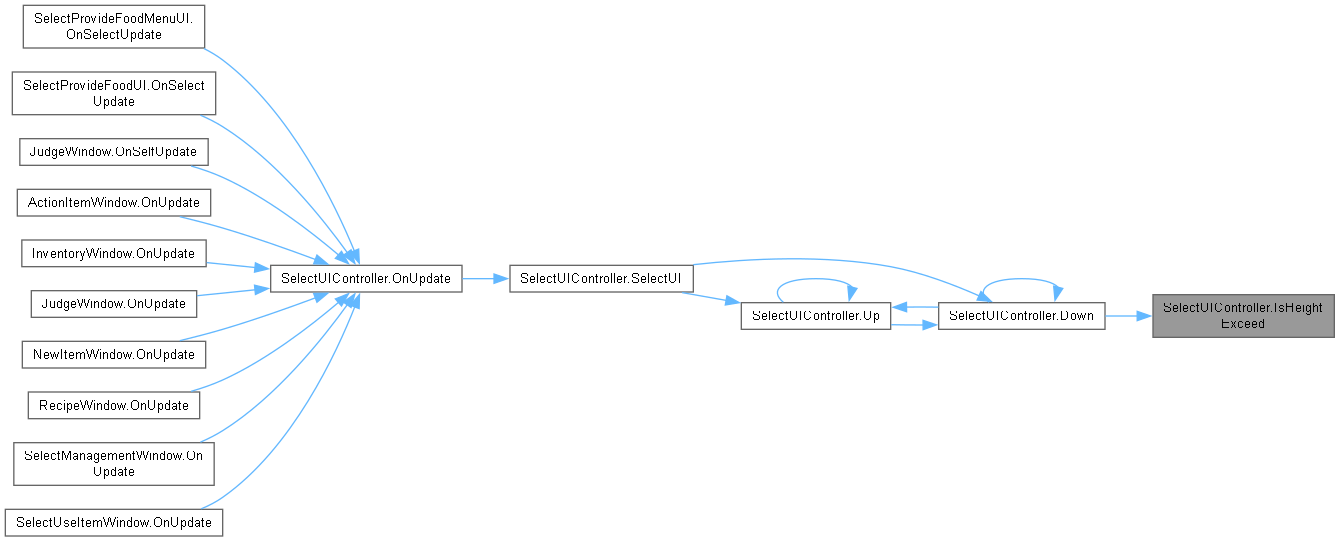 SelectProvideFoodMenuUI.
OnSelectUpdate
SelectProvideFoodUI.OnSelect
Update
JudgeWindow.OnSelfUpdate
ActionItemWindow.OnUpdate
InventoryWindow.OnUpdate
JudgeWindow.OnUpdate
NewItemWindow.OnUpdate
RecipeWindow.OnUpdate
SelectManagementWindow.On
Update
SelectUseItemWindow.OnUpdate
SelectUIController.OnUpdate
SelectUIController.SelectUI
SelectUIController.Up
SelectUIController.Down
SelectUIController.IsHeight
Exceed